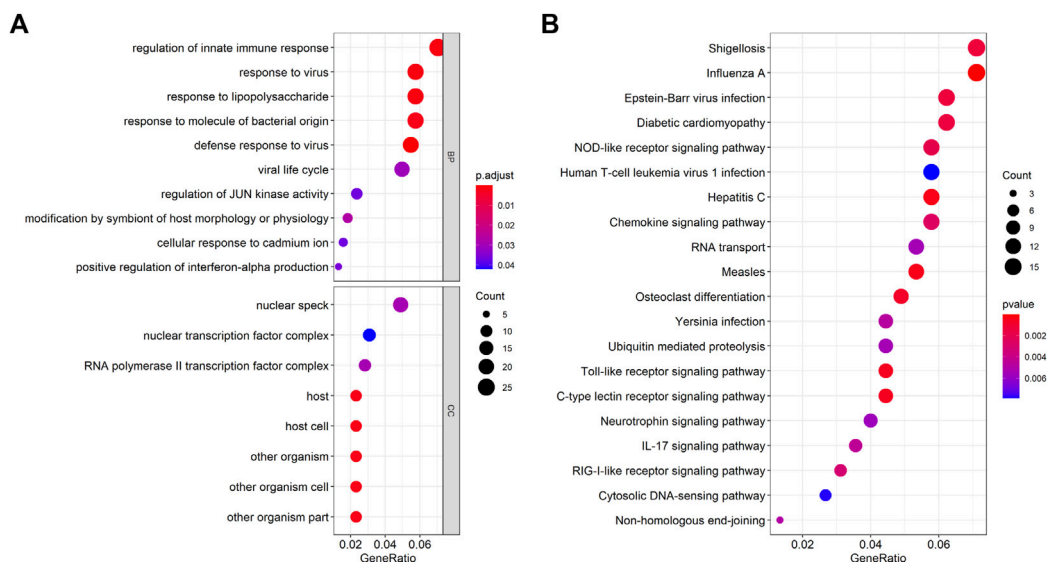 A
regulation of innate immune response
response to virus
response to lipopolysaccharide
response to molecule of bacterial origin
defense response to virus
viral life cycle
regulation of JUN kinase activity
modification by symbiont of host morphology or physiology
cellular response to cadmium ion
positive regulation of interferon-alpha production
BP
nuclear speck
nuclear transcription factor complex
RNA polymerase II transcription factor complex
host
host cell
other organism
other organism cell
other organism part
CC
0.02 0.04 0.06
GeneRatio
p.adjust
0.01
0.02
0.03
0.04
Count
5
10
15
20
25
B
Shigellosis
Influenza A
Epstein-Barr virus infection
Diabetic cardiomyopathy
NOD-like receptor signaling pathway
Human T-cell leukemia virus 1 infection
Hepatitis C
Chemokine signaling pathway
RNA transport
Measles
Osteoclast differentiation
Yersinia infection
Ubiquitin mediated proteolysis
Toll-like receptor signaling pathway
C-type lectin receptor signaling pathway
Neurotrophin signaling pathway
IL-17 signaling pathway
RIG-I-like receptor signaling pathway
Cytosolic DNA-sensing pathway
Non-homologous end-joining
0.02 0.04 0.06
GeneRatio
Count
3
6
9
12
15
pvalue
0.002
0.004
0.006